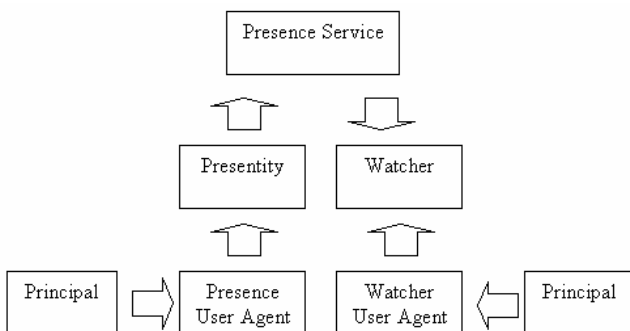 Presence Service
Presentity
Watcher
Principal
Presence
User Agent
Watcher
User Agent
Principal